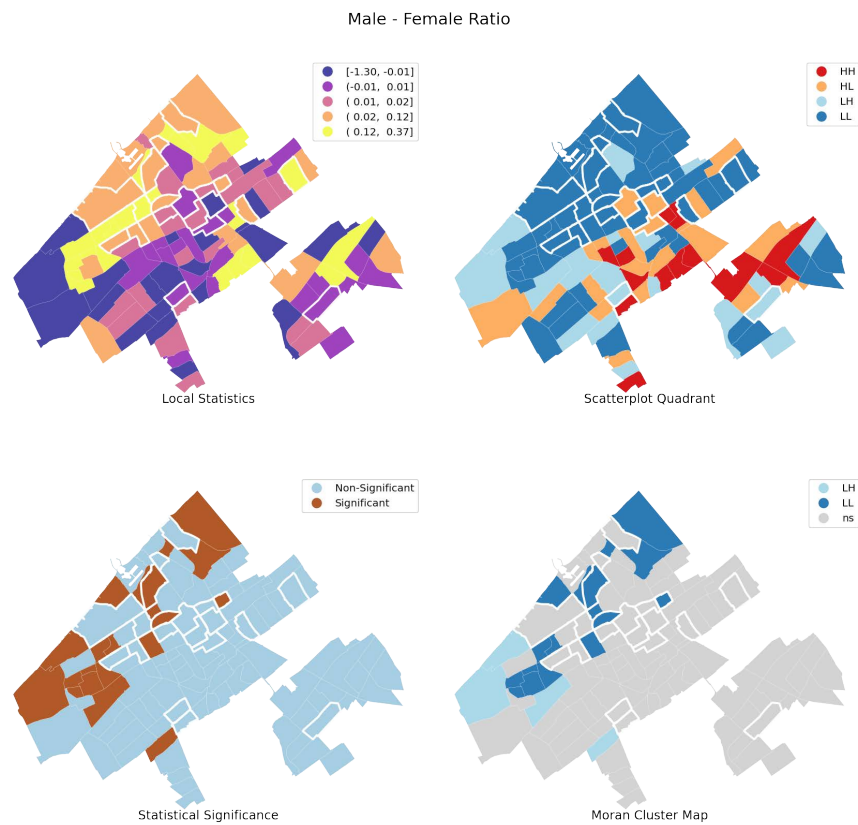 Male - Female Ratio
[-1.30, -0.01]
(-0.01,  0.01]
( 0.01,  0.02]
( 0.02,  0.12]
( 0.12,  0.37]
HH
HL
LH
LL
Local Statistics
Scatterplot Quadrant
Non-Significant
Significant
LH
LL
ns
Statistical Significance
Moran Cluster Map